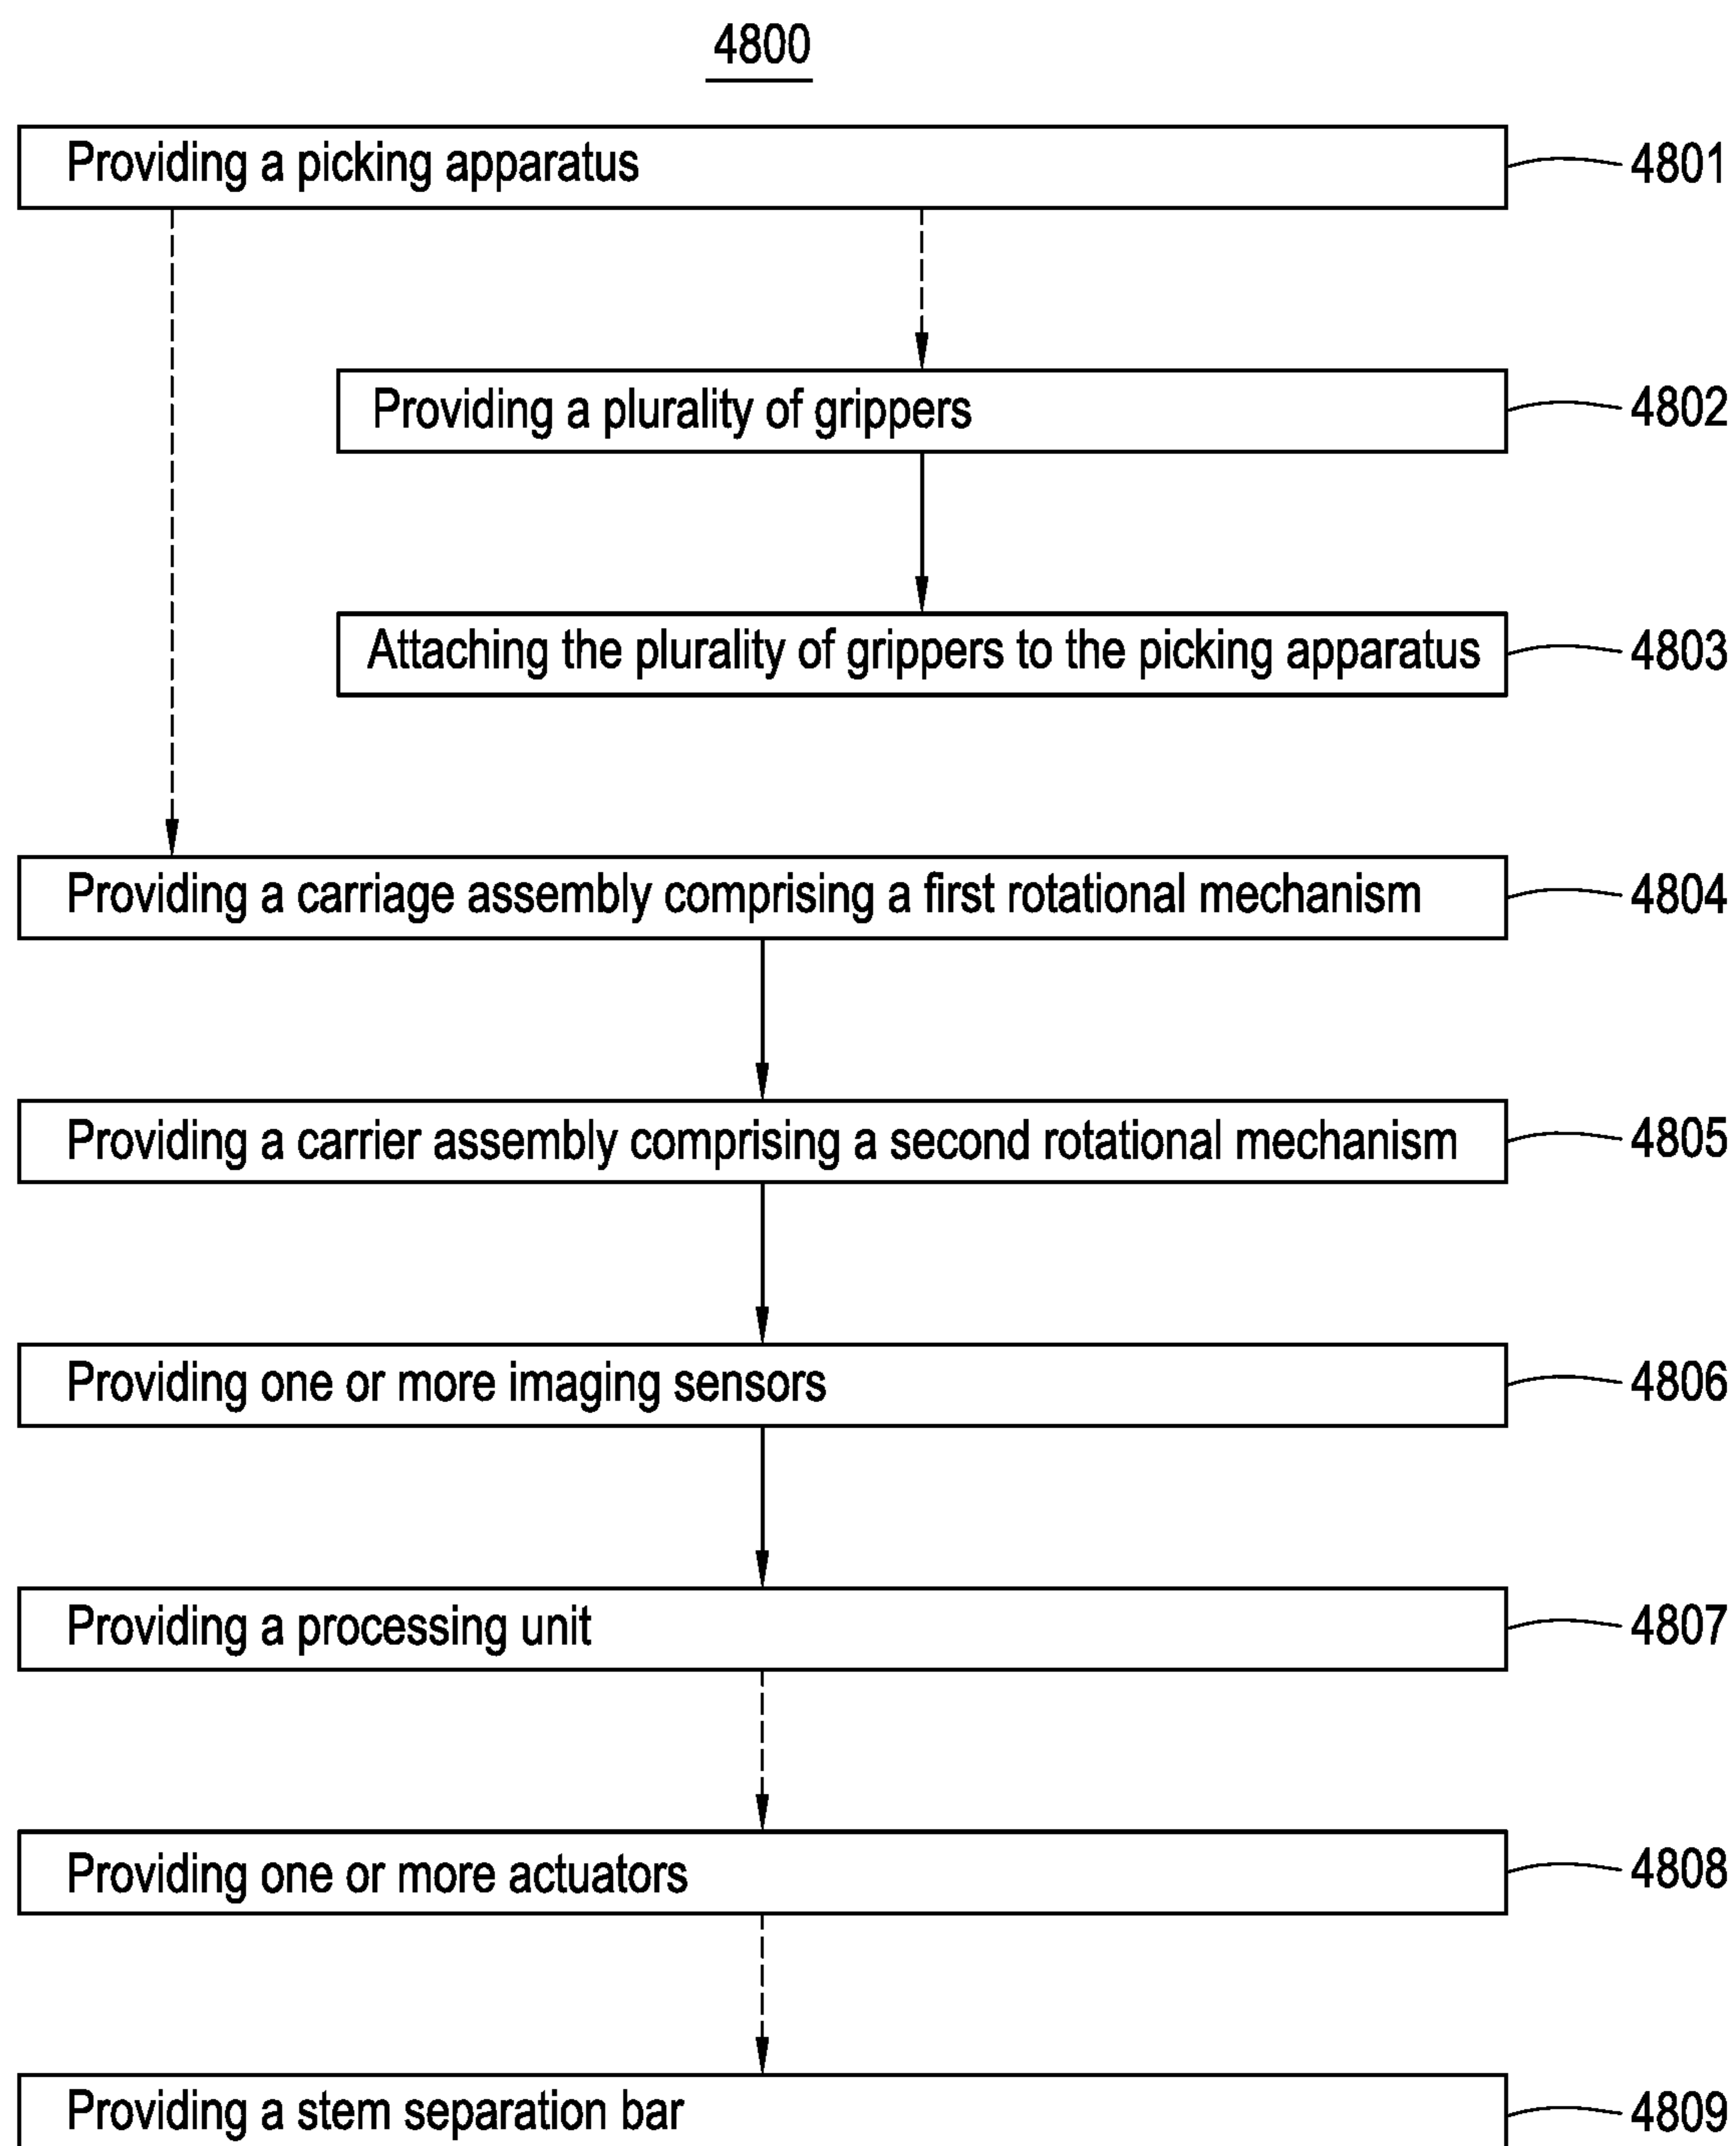 4800
Providing a picking apparatus 4801
Providing a plurality of grippers 4802
Attaching the plurality of grippers to the picking apparatus 4803
Providing a carriage assembly comprising a first rotational mechanism 4804
Providing a carrier assembly comprising a second rotational mechanism 4805
Providing one or more imaging sensors 4806
Providing a processing unit 4807
Providing one or more actuators 4808
Providing a stem separation bar 4809